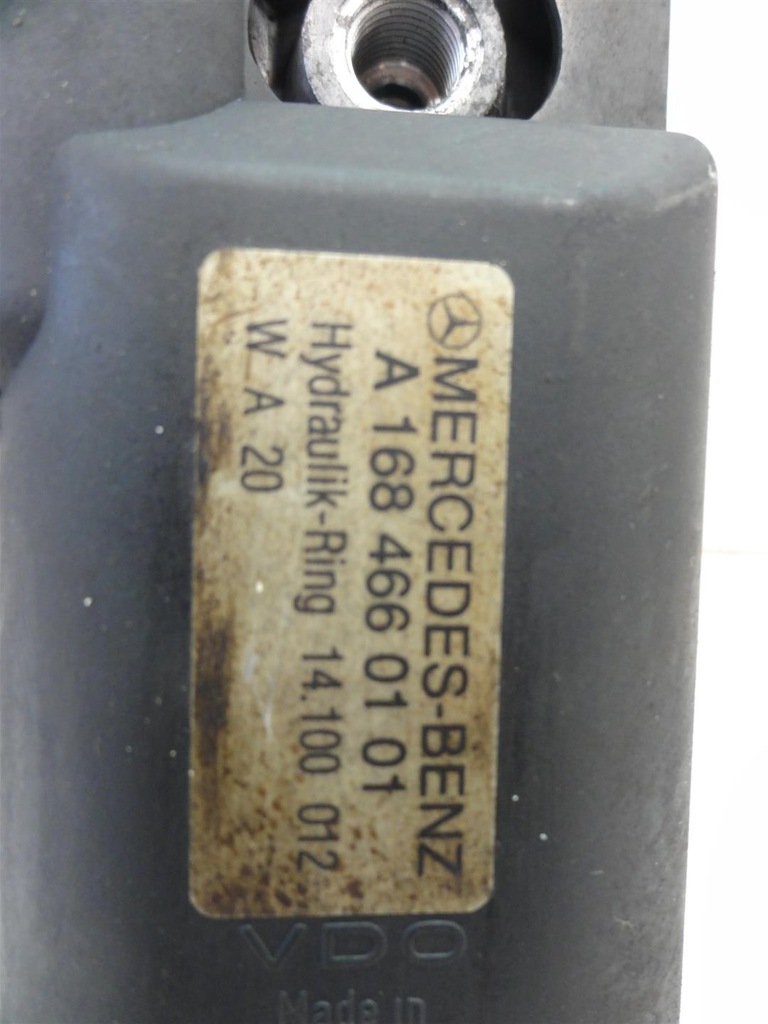 MERCEDES-BENZ
A 168 466 01 01
Hydraulik-Ring 14.100 012
W A 20
VDO
Made in